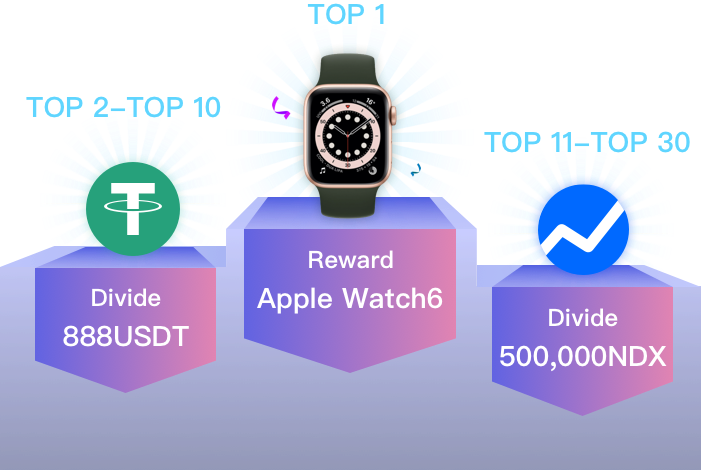 TOP 1
TOP 2–TOP 10
TOP 11–TOP 30
Reward
Apple Watch6
Divide
888USDT
Divide
500,000NDX